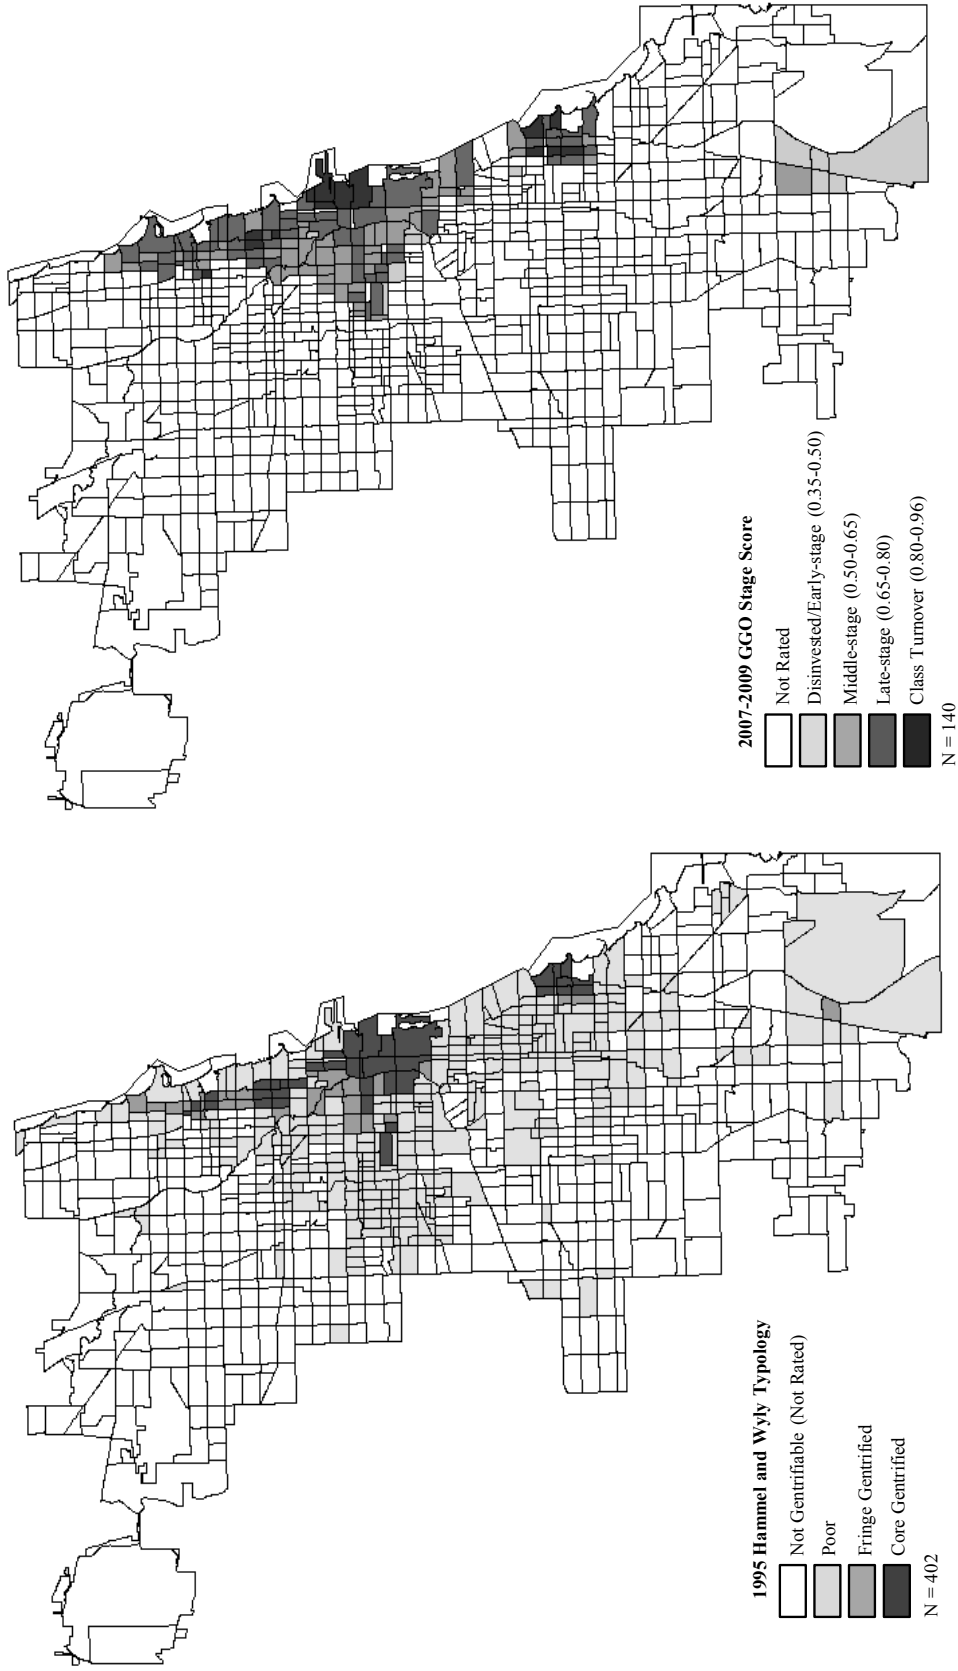 1995 Hammel and Wyly Typology
Not Gentrifiable (Not Rated)
Poor
Fringe Gentrified
Core Gentrified
N = 402
2007-2009 GGO Stage Score
Not Rated
Disinvested/Early-stage (0.35-0.50)
Middle-stage (0.50-0.65)
Late-stage (0.65-0.80)
Class Turnover (0.80-0.96)
N = 140